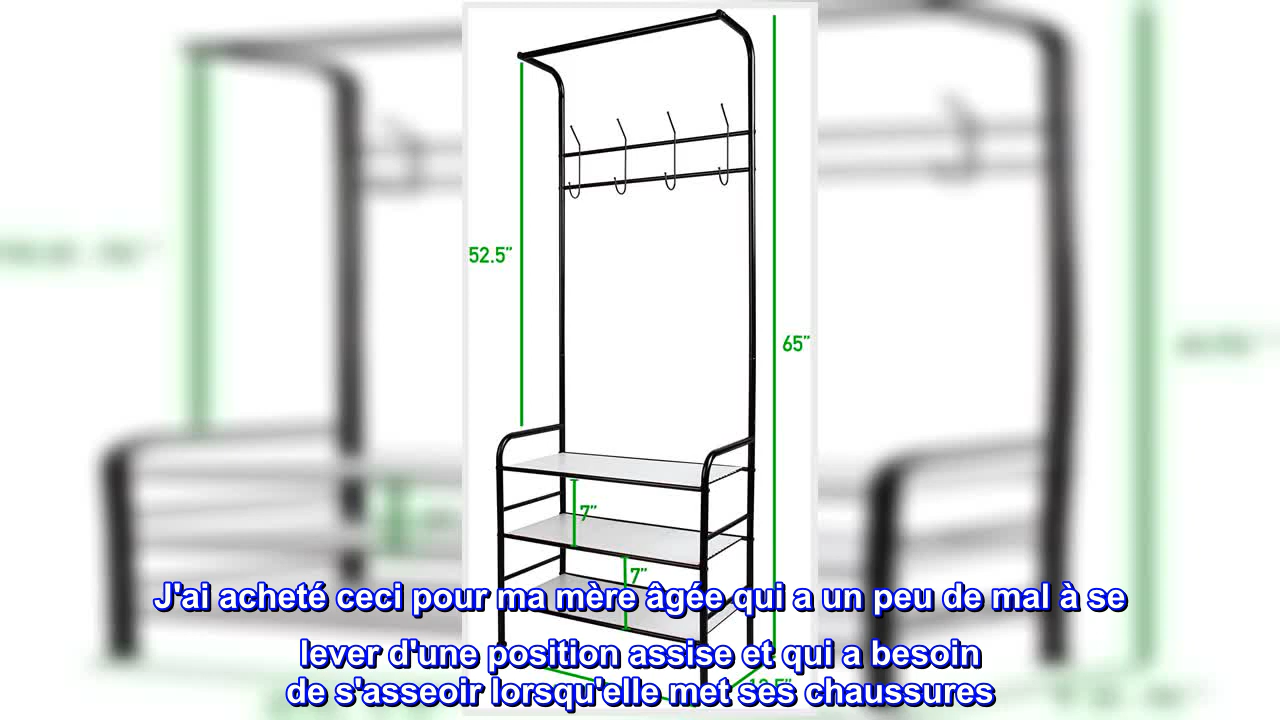 52.5”
65”
7”
7”
J'ai acheté ceci pour ma mère âgée qui a un peu de mal à se
lever d'une position assise et qui a besoin
de s'asseoir lorsqu'elle met ses chaussures